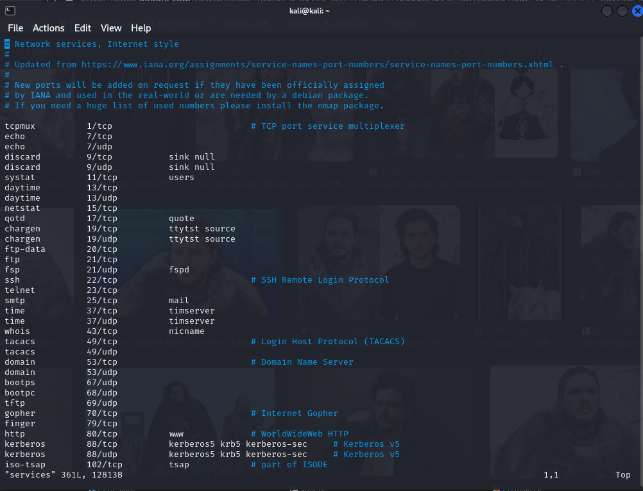 kali@kali: ~
File Actions Edit View Help
# Network services, Internet style
#
# Updated from https://www.iana.org/assignments/service-names-port-numbers/service-names-port-numbers.xhtml .
#
# New ports will be added on request if they have been officially assigned
# by IANA and used in the real-world or are needed by a debian package.
# If you need a huge list of used numbers please install the nmap package.
tcpmux 1/tcp # TCP port service multiplexer
echo 7/tcp
echo 7/udp
discard 9/tcp sink null
discard 9/udp sink null
systat 11/tcp users
daytime 13/tcp
daytime 13/udp
netstat 15/tcp
qotd 17/tcp quote
chargen 19/tcp ttytst source
chargen 19/udp ttytst source
ftp-data 20/tcp
ftp 21/tcp
fsp 21/udp fspd
ssh 22/tcp # SSH Remote Login Protocol
telnet 23/tcp
smtp 25/tcp mail
time 37/tcp timserver
time 37/udp timserver
whois 43/tcp nicname
tacacs 49/tcp # Login Host Protocol (TACACS)
tacacs 49/udp
domain 53/tcp # Domain Name Server
domain 53/udp
bootps 67/udp
bootpc 68/udp
tftp 69/udp
gopher 70/tcp # Internet Gopher
finger 79/tcp
http 80/tcp www # WorldWideWeb HTTP
kerberos 88/tcp kerberos5 krb5 kerberos-sec # Kerberos v5
kerberos 88/udp kerberos5 krb5 kerberos-sec # Kerberos v5
iso-tsap 102/tcp tsap # part of ISODE
"services" 361L, 12813B 1,1 Top